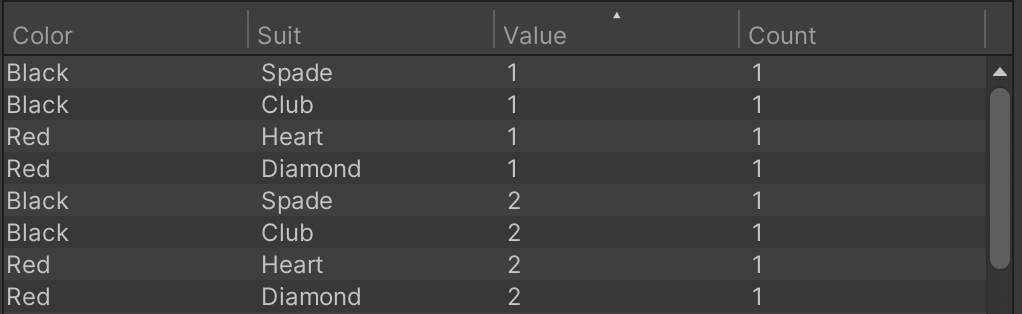 Color Suit Value Count
Black Spade 1 1
Black Club 1 1
Red Heart 1 1
Red Diamond 1 1
Black Spade 2 1
Black Club 2 1
Red Heart 2 1
Red Diamond 2 1